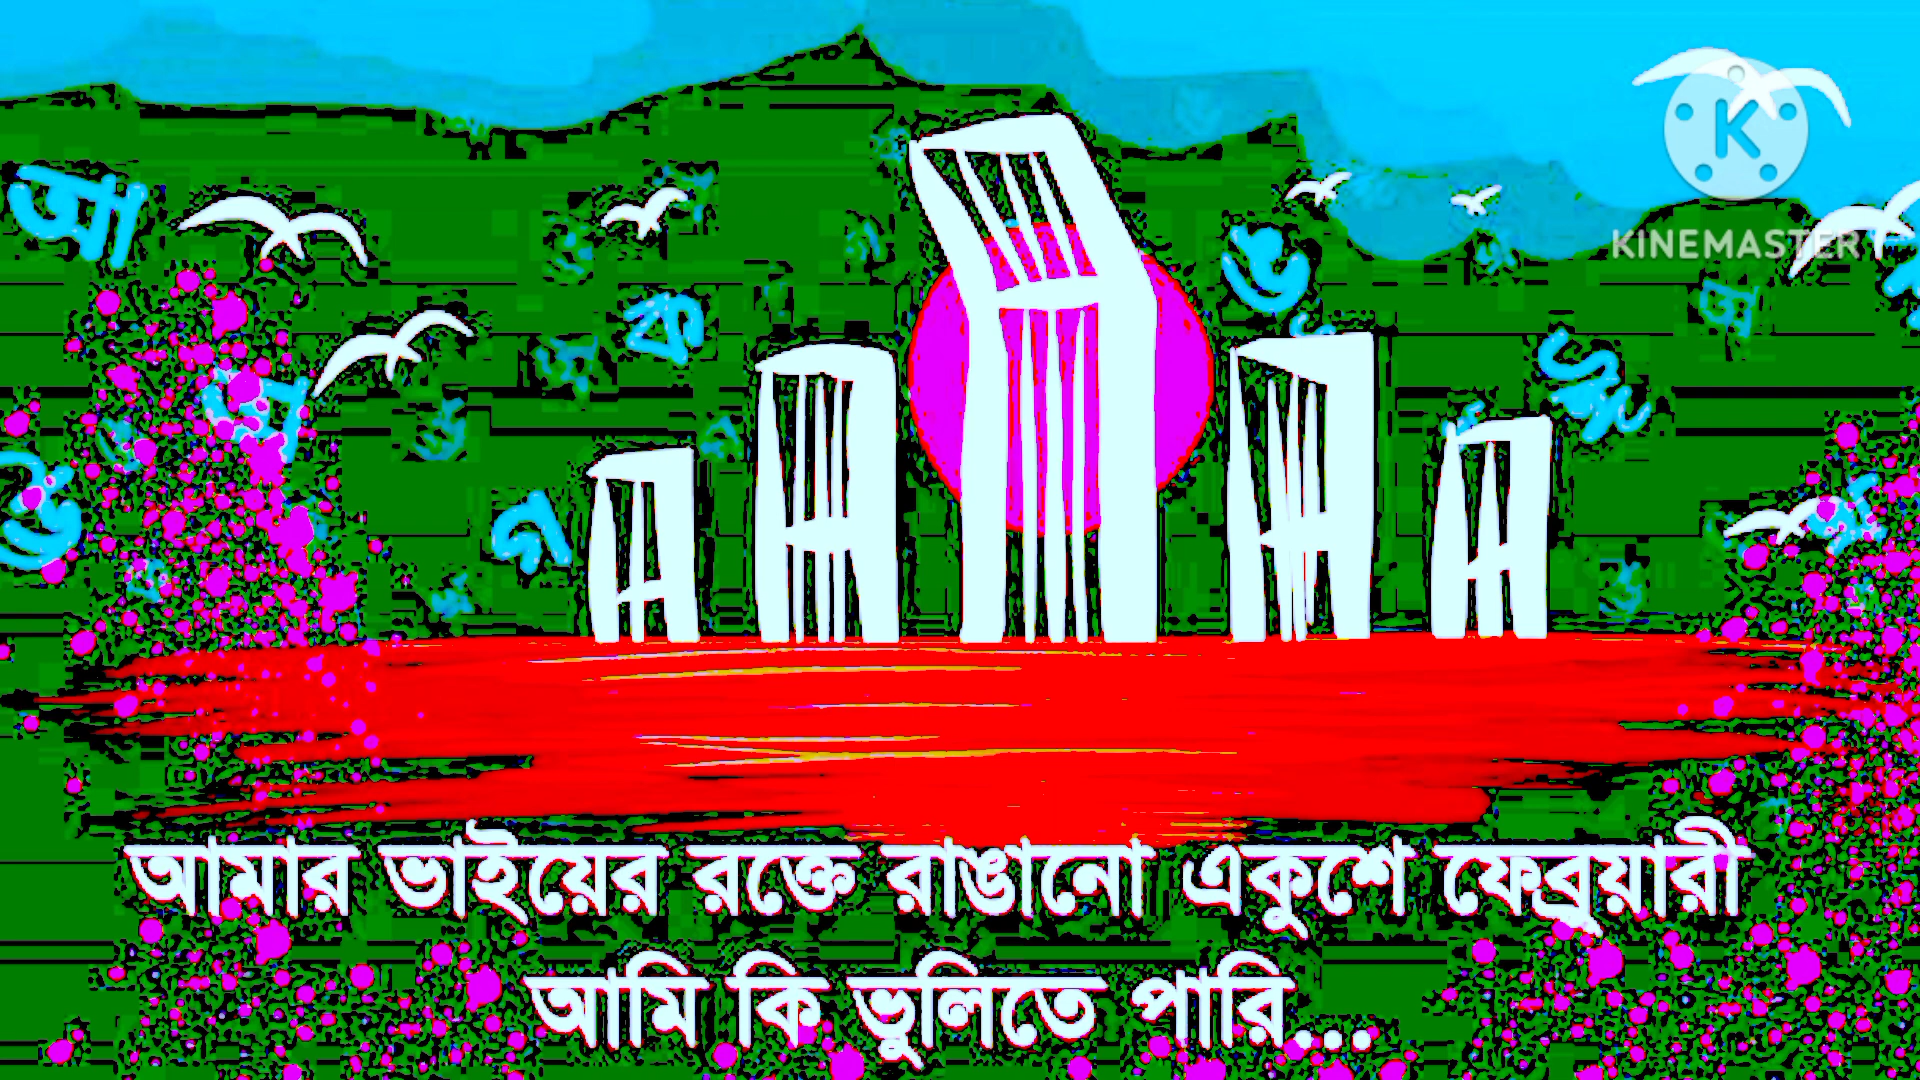 K
KINEMASTER
আ
ক
গ
আমার ভাইয়ের রক্তে রাঙানো একুশে ফেব্রুয়ারী
আমি কি ভুলিতে পারি...